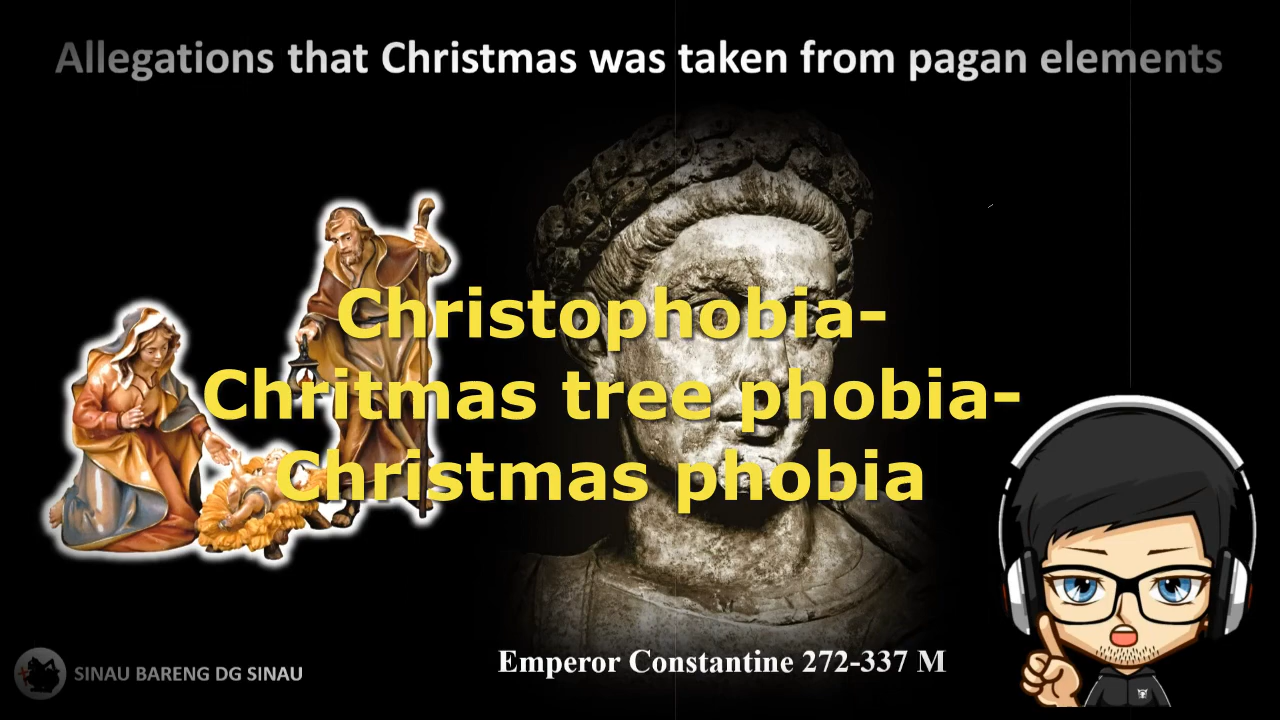 Allegations that Christmas was taken from pagan elements
Christophobia-
Chritmas tree phobia-
Christmas phobia
Emperor Constantine 272-337 M
SINAU BARENG DG SINAU